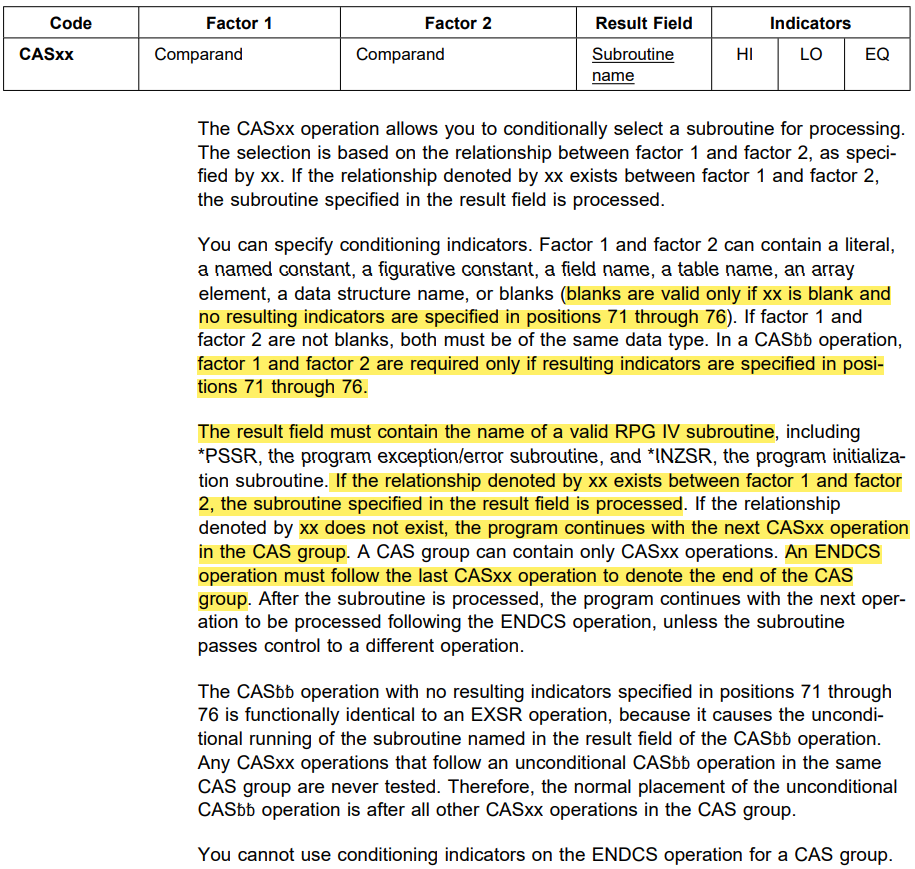 Code Factor 1 Factor 2 Result Field Indicators
CASxx Comparand Comparand Subroutine name HI LO EQ
The CASxx operation allows you to conditionally select a subroutine for processing.
The selection is based on the relationship between factor 1 and factor 2, as speci-
fied by xx. If the relationship denoted by xx exists between factor 1 and factor 2,
the subroutine specified in the result field is processed.
You can specify conditioning indicators. Factor 1 and factor 2 can contain a literal,
a named constant, a figurative constant, a field name, a table name, an array
element, a data structure name, or blanks (blanks are valid only if xx is blank and
no resulting indicators are specified in positions 71 through 76). If factor 1 and
factor 2 are not blanks, both must be of the same data type. In a CASƀƀ operation,
factor 1 and factor 2 are required only if resulting indicators are specified in posi-
tions 71 through 76.
The result field must contain the name of a valid RPG IV subroutine, including
*PSSR, the program exception/error subroutine, and *INZSR, the program initializa-
tion subroutine. If the relationship denoted by xx exists between factor 1 and factor
2, the subroutine specified in the result field is processed. If the relationship
denoted by xx does not exist, the program continues with the next CASxx operation
in the CAS group. A CAS group can contain only CASxx operations. An ENDCS
operation must follow the last CASxx operation to denote the end of the CAS
group. After the subroutine is processed, the program continues with the next oper-
ation to be processed following the ENDCS operation, unless the subroutine
passes control to a different operation.
The CASƀƀ operation with no resulting indicators specified in positions 71 through
76 is functionally identical to an EXSR operation, because it causes the uncondi-
tional running of the subroutine named in the result field of the CASƀƀ operation.
Any CASxx operations that follow an unconditional CASƀƀ operation in the same
CAS group are never tested. Therefore, the normal placement of the unconditional
CASƀƀ operation is after all other CASxx operations in the CAS group.
You cannot use conditioning indicators on the ENDCS operation for a CAS group.